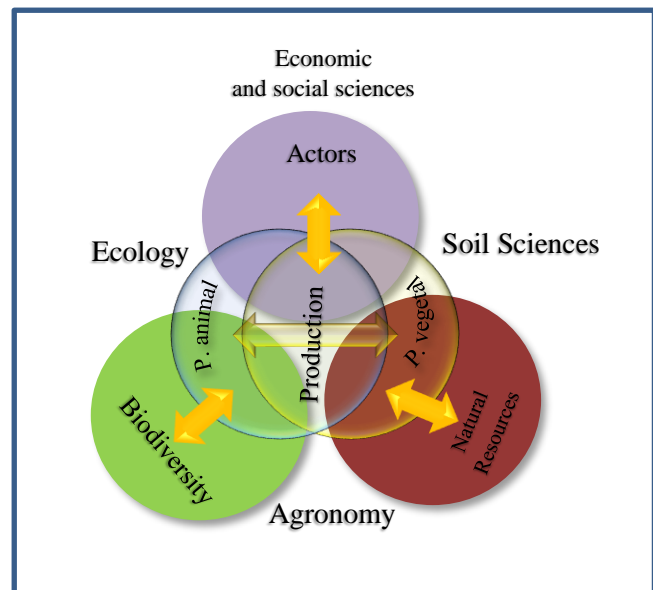 Economic
and social sciences
Actors
Ecology
Soil Sciences
P. animal
Production
P. vegetal
Biodiversity
Natural
Resources
Agronomy